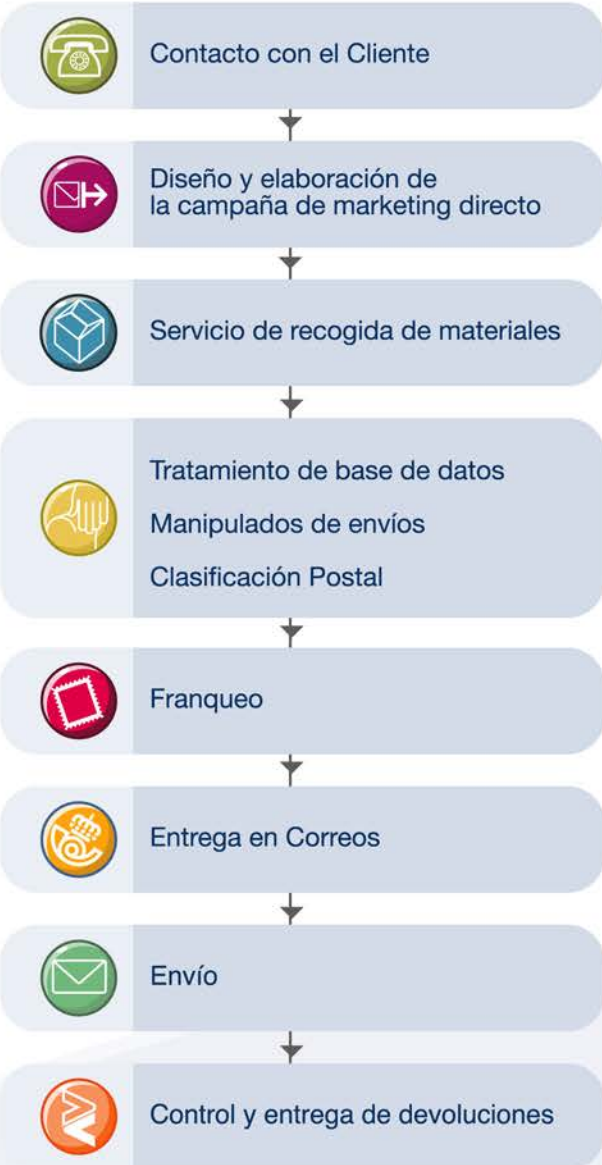 Contacto con el Cliente
Diseño y elaboración de
la campaña de marketing directo
Servicio de recogida de materiales
Tratamiento de base de datos
Manipulados de envíos
Clasificación Postal
Franqueo
Entrega en Correos
Envío
Control y entrega de devoluciones